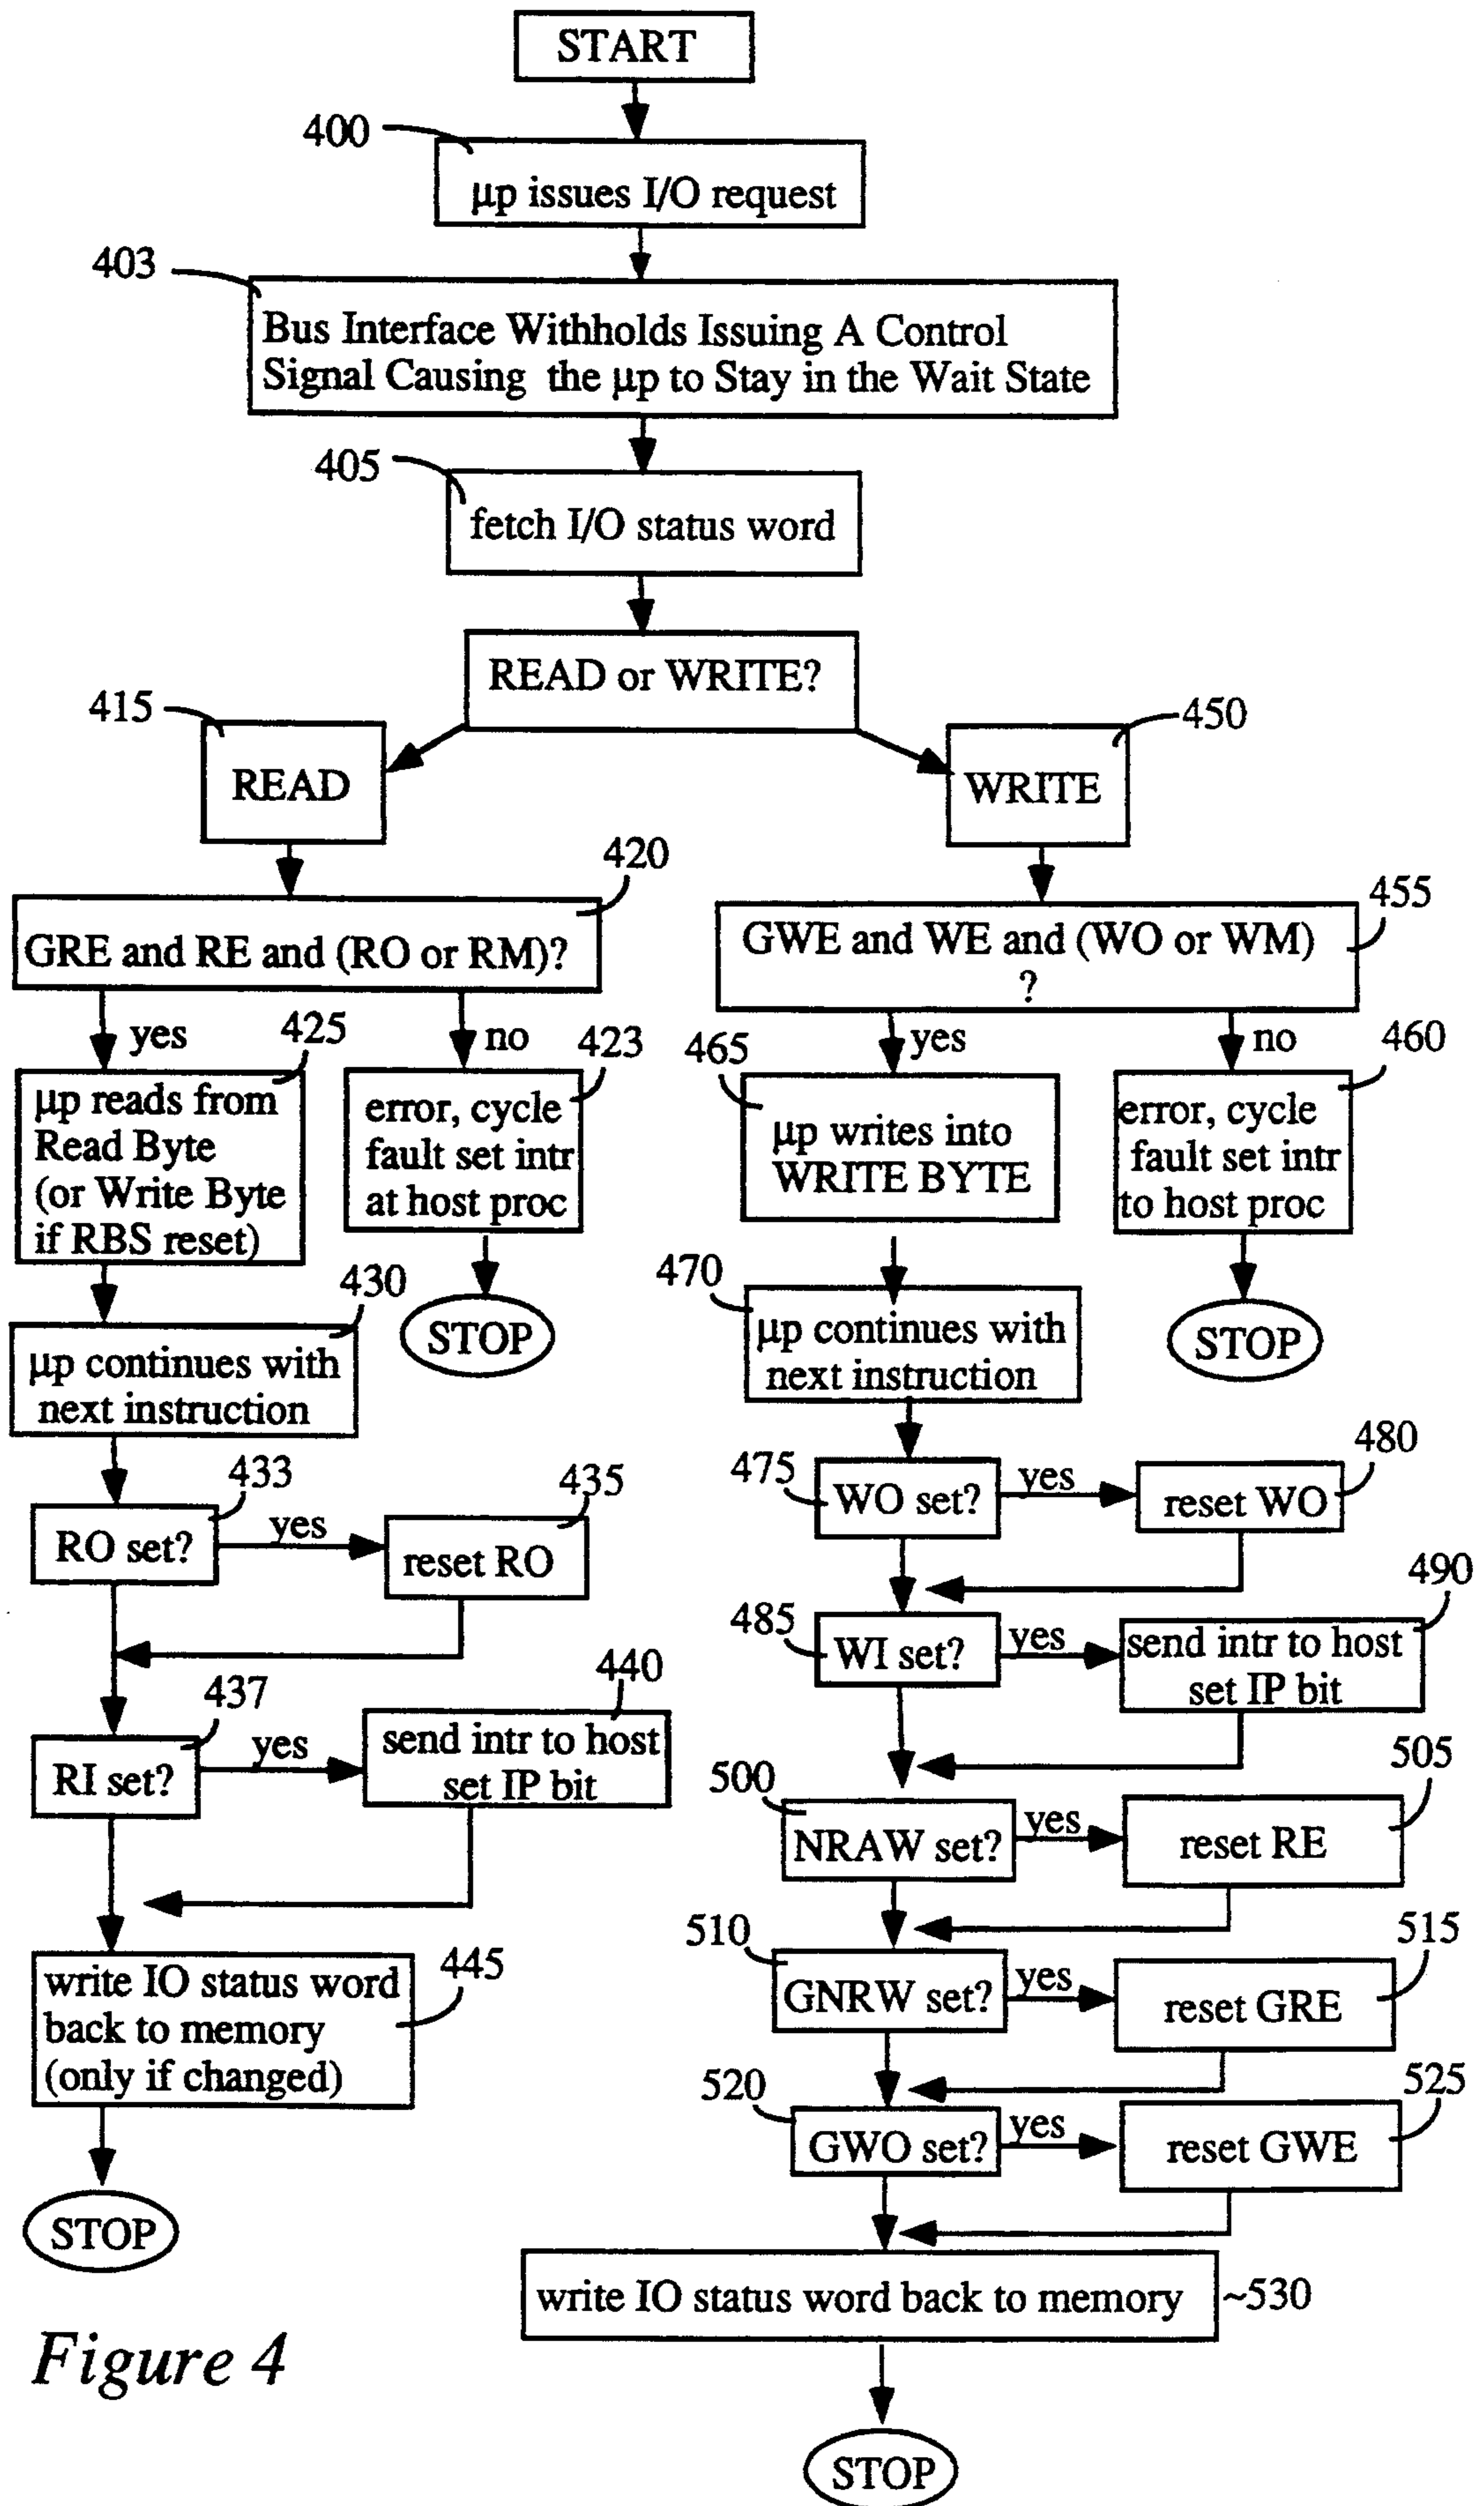 START
400
µp issues I/O request
403
Bus Interface Withholds Issuing A Control
Signal Causing the µp to Stay in the Wait State
405
fetch I/O status word
READ or WRITE?
415
READ
450
WRITE
420
GRE and RE and (RO or RM)?
yes
no
425
µp reads from
Read Byte
(or Write Byte
if RBS reset)
423
error, cycle
fault set intr
at host proc
STOP
430
µp continues with
next instruction
433
RO set?
yes
435
reset RO
437
RI set?
yes
440
send intr to host
set IP bit
445
write IO status word
back to memory
(only if changed)
STOP
455
GWE and WE and (WO or WM)
?
yes
no
465
µp writes into
WRITE BYTE
460
error, cycle
fault set intr
to host proc
STOP
470
µp continues with
next instruction
475
WO set?
yes
480
reset WO
485
WI set?
yes
490
send intr to host
set IP bit
500
NRAW set?
yes
505
reset RE
510
GNRW set?
yes
515
reset GRE
520
GWO set?
yes
525
reset GWE
write IO status word back to memory
~530
STOP
Figure 4